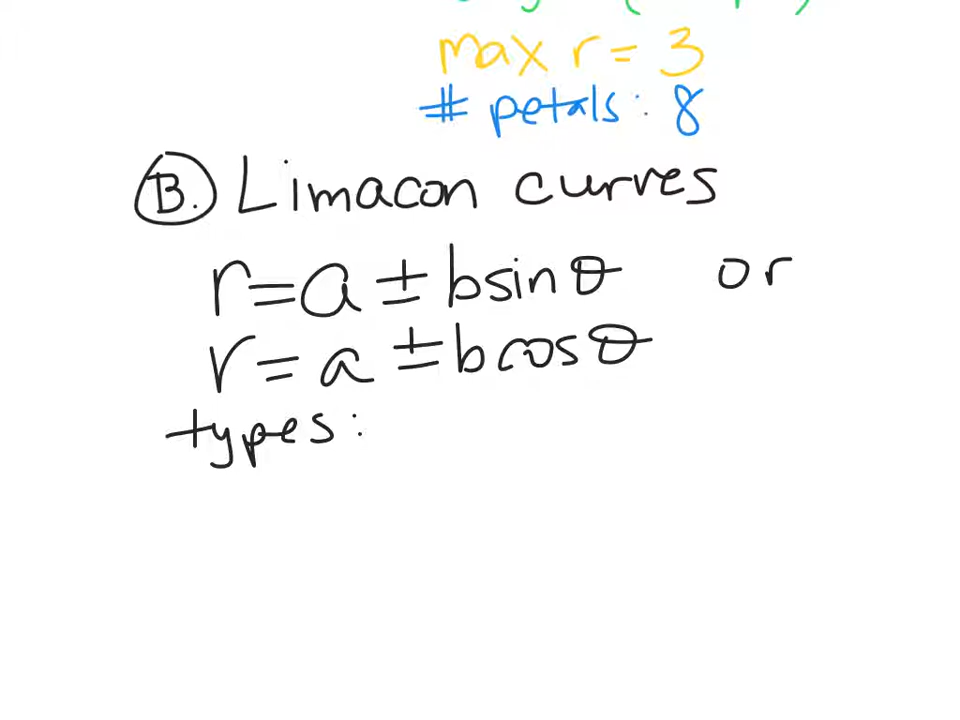 max r = 3
# petals: 8
B. Limacon curves
r = a ± b sin θ or
r = a ± b cos θ
types: